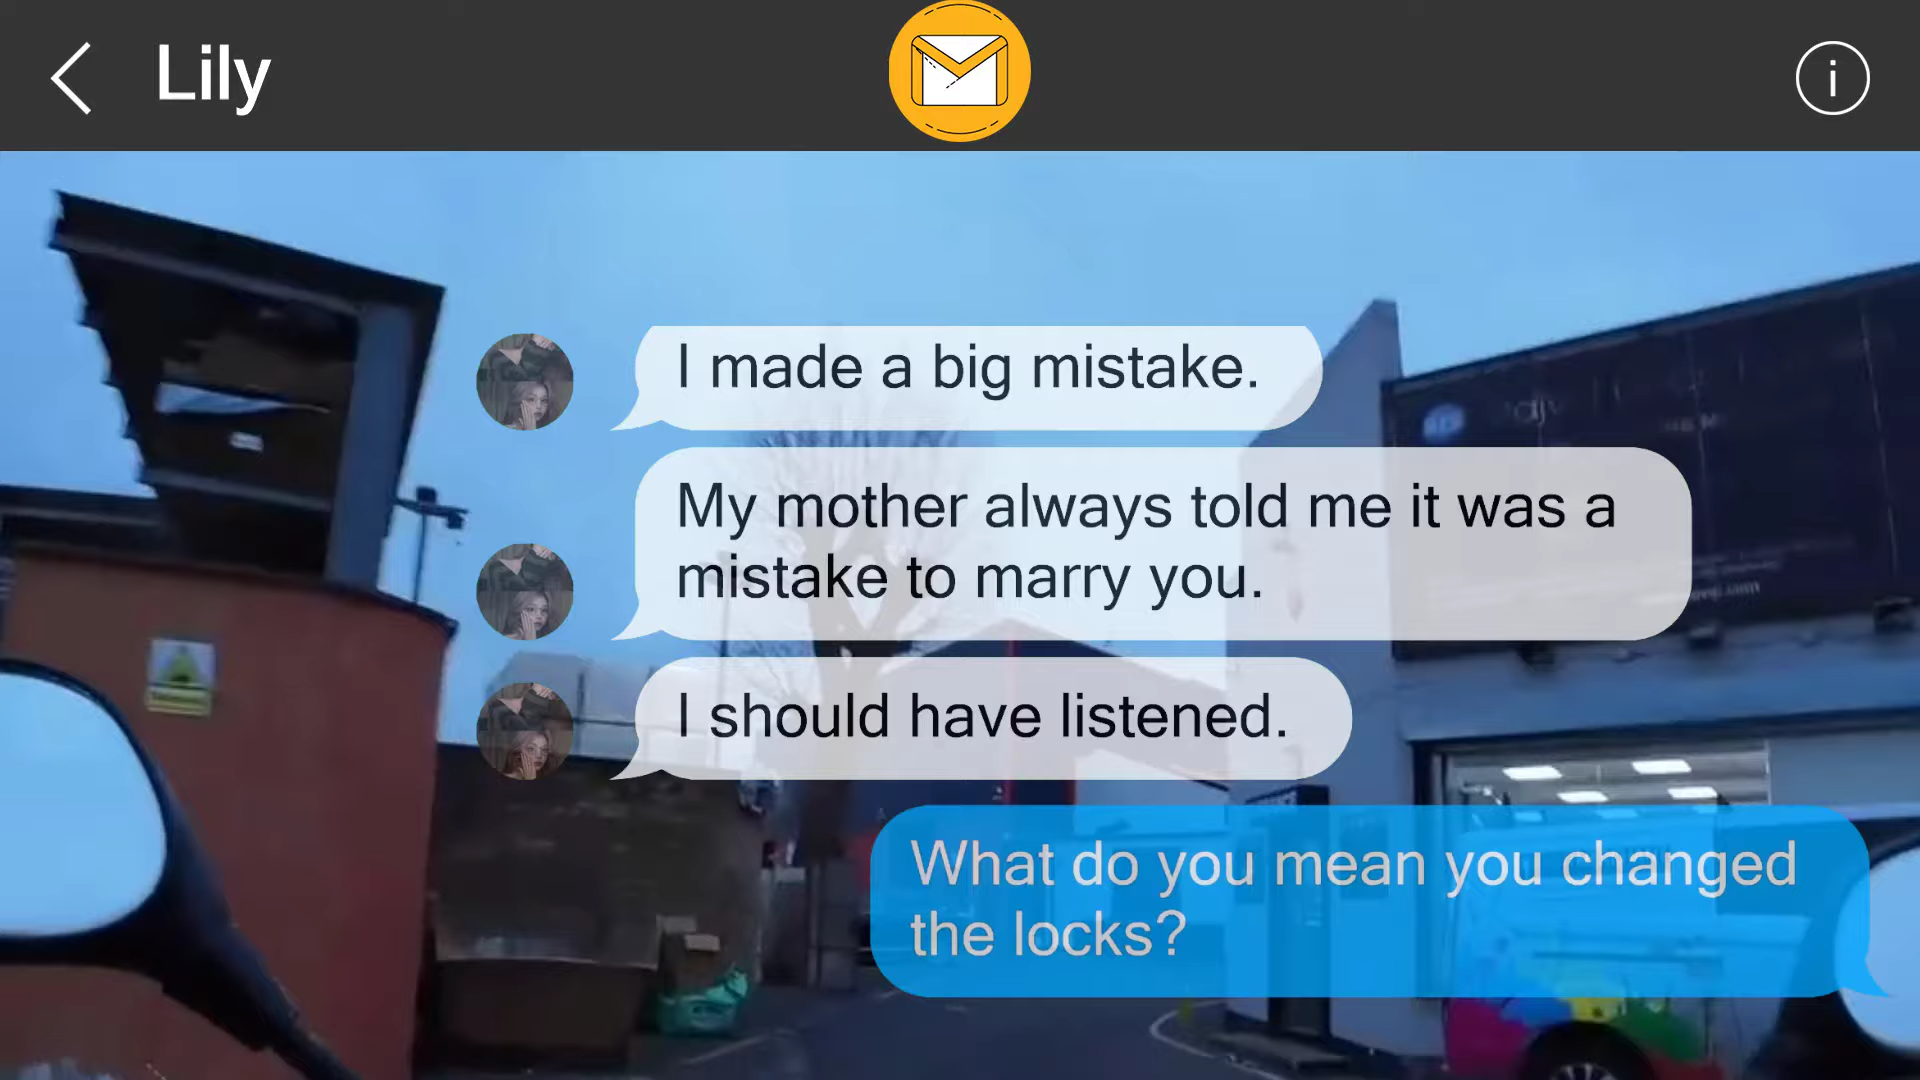 Lily
I made a big mistake.
My mother always told me it was a
mistake to marry you.
I should have listened.
What do you mean you changed
the locks?